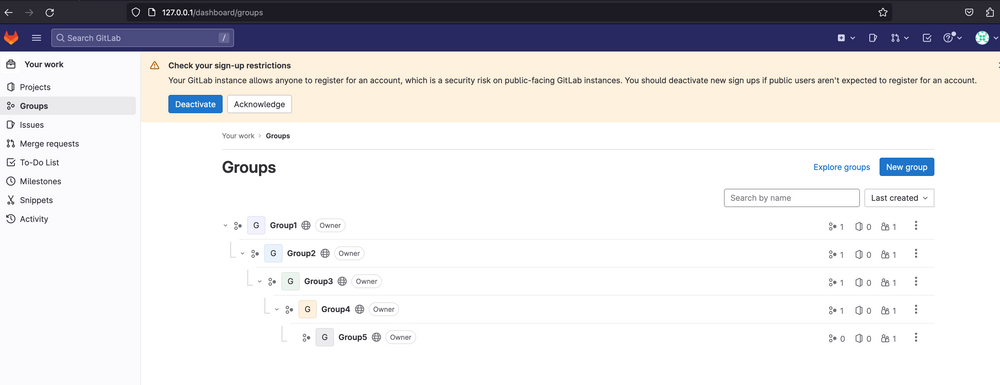 127.0.0.1/dashboard/groups
Search GitLab /
Your work
Projects
Groups
Issues
Merge requests
To-Do List
Milestones
Snippets
Activity
Check your sign-up restrictions
Your GitLab instance allows anyone to register for an account, which is a security risk on public-facing GitLab instances. You should deactivate new sign ups if public users aren't expected to register for an account.
Deactivate Acknowledge
Your work › Groups
Groups
Explore groups New group
Search by name Last created
G Group1 Owner 1 0 1
G Group2 Owner 1 0 1
G Group3 Owner 1 0 1
G Group4 Owner 1 0 1
G Group5 Owner 0 0 1